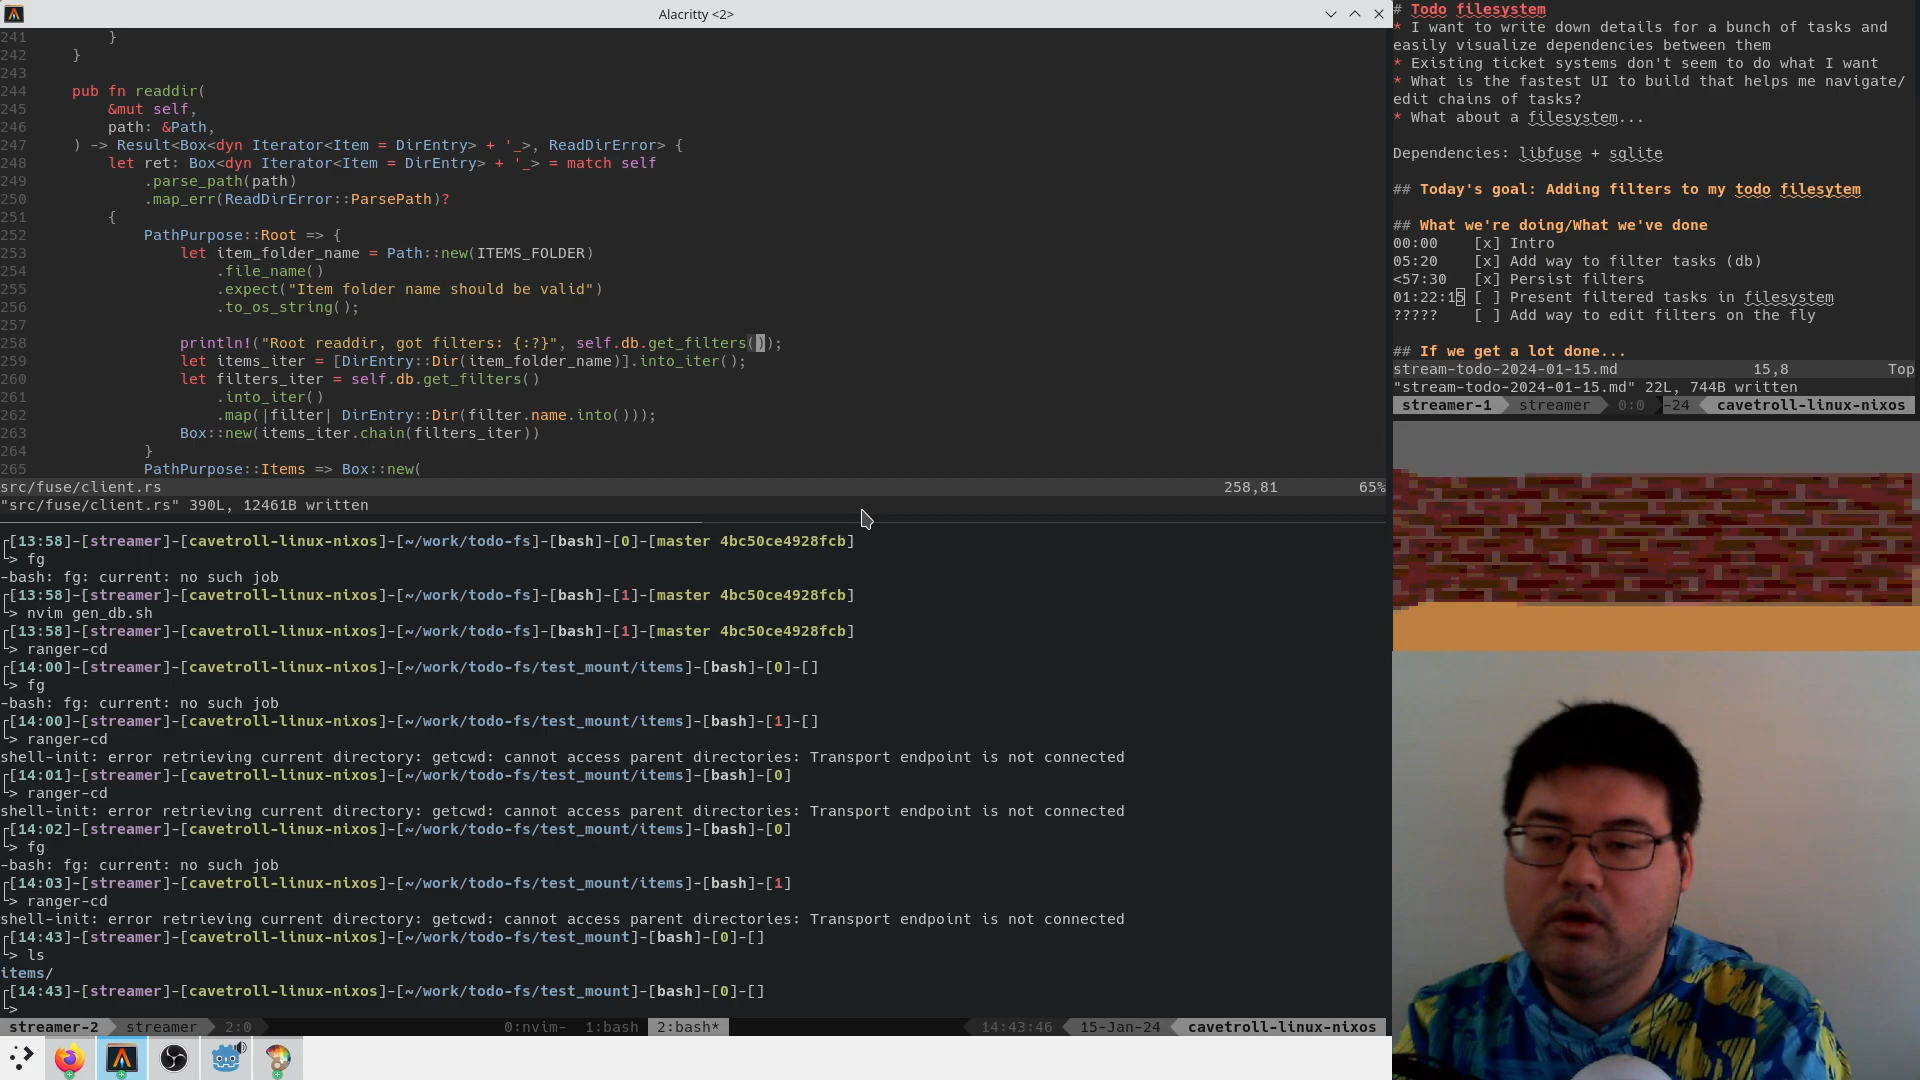 Alacritty <2>
241         }
242     }
243
244     pub fn readdir(
245         &mut self,
246         path: &Path,
247     ) -> Result<Box<dyn Iterator<Item = DirEntry> + '_>, ReadDirError> {
248         let ret: Box<dyn Iterator<Item = DirEntry> + '_> = match self
249             .parse_path(path)
250             .map_err(ReadDirError::ParsePath)?
251         {
252             PathPurpose::Root => {
253                 let item_folder_name = Path::new(ITEMS_FOLDER)
254                     .file_name()
255                     .expect("Item folder name should be valid")
256                     .to_os_string();
257
258                 println!("Root readdir, got filters: {:?}", self.db.get_filters());
259                 let items_iter = [DirEntry::Dir(item_folder_name)].into_iter();
260                 let filters_iter = self.db.get_filters()
261                     .into_iter()
262                     .map(|filter| DirEntry::Dir(filter.name.into()));
263                 Box::new(items_iter.chain(filters_iter))
264             }
265             PathPurpose::Items => Box::new(
src/fuse/client.rs 258,81 65%
"src/fuse/client.rs" 390L, 12461B written
┌[13:58]-[streamer]-[cavetroll-linux-nixos]-[~/work/todo-fs]-[bash]-[0]-[master 4bc50ce4928fcb]
└> fg
-bash: fg: current: no such job
┌[13:58]-[streamer]-[cavetroll-linux-nixos]-[~/work/todo-fs]-[bash]-[1]-[master 4bc50ce4928fcb]
└> nvim gen_db.sh
┌[13:58]-[streamer]-[cavetroll-linux-nixos]-[~/work/todo-fs]-[bash]-[1]-[master 4bc50ce4928fcb]
└> ranger-cd
┌[14:00]-[streamer]-[cavetroll-linux-nixos]-[~/work/todo-fs/test_mount/items]-[bash]-[0]-[]
└> fg
-bash: fg: current: no such job
┌[14:00]-[streamer]-[cavetroll-linux-nixos]-[~/work/todo-fs/test_mount/items]-[bash]-[1]-[]
└> ranger-cd
shell-init: error retrieving current directory: getcwd: cannot access parent directories: Transport endpoint is not connected
┌[14:01]-[streamer]-[cavetroll-linux-nixos]-[~/work/todo-fs/test_mount/items]-[bash]-[0]
└> ranger-cd
shell-init: error retrieving current directory: getcwd: cannot access parent directories: Transport endpoint is not connected
┌[14:02]-[streamer]-[cavetroll-linux-nixos]-[~/work/todo-fs/test_mount/items]-[bash]-[0]
└> fg
-bash: fg: current: no such job
┌[14:03]-[streamer]-[cavetroll-linux-nixos]-[~/work/todo-fs/test_mount/items]-[bash]-[1]
└> ranger-cd
shell-init: error retrieving current directory: getcwd: cannot access parent directories: Transport endpoint is not connected
┌[14:43]-[streamer]-[cavetroll-linux-nixos]-[~/work/todo-fs/test_mount]-[bash]-[0]-[]
└> ls
items/
┌[14:43]-[streamer]-[cavetroll-linux-nixos]-[~/work/todo-fs/test_mount]-[bash]-[0]-[]
└>
streamer-2 streamer 2:0 0:nvim- 1:bash 2:bash* 14:43:46 15-Jan-24 cavetroll-linux-nixos
# Todo filesystem
* I want to write down details for a bunch of tasks and
easily visualize dependencies between them
* Existing ticket systems don't seem to do what I want
* What is the fastest UI to build that helps me navigate/
edit chains of tasks?
* What about a filesystem...
Dependencies: libfuse + sqlite
## Today's goal: Adding filters to my todo filesytem
## What we're doing/What we've done
00:00    [x] Intro
05:20    [x] Add way to filter tasks (db)
<57:30   [x] Persist filters
01:22:15 [ ] Present filtered tasks in filesystem
?????    [ ] Add way to edit filters on the fly
## If we get a lot done...
stream-todo-2024-01-15.md 15,8 Top
"stream-todo-2024-01-15.md" 22L, 744B written
streamer-1 streamer 0:0 -24 cavetroll-linux-nixos